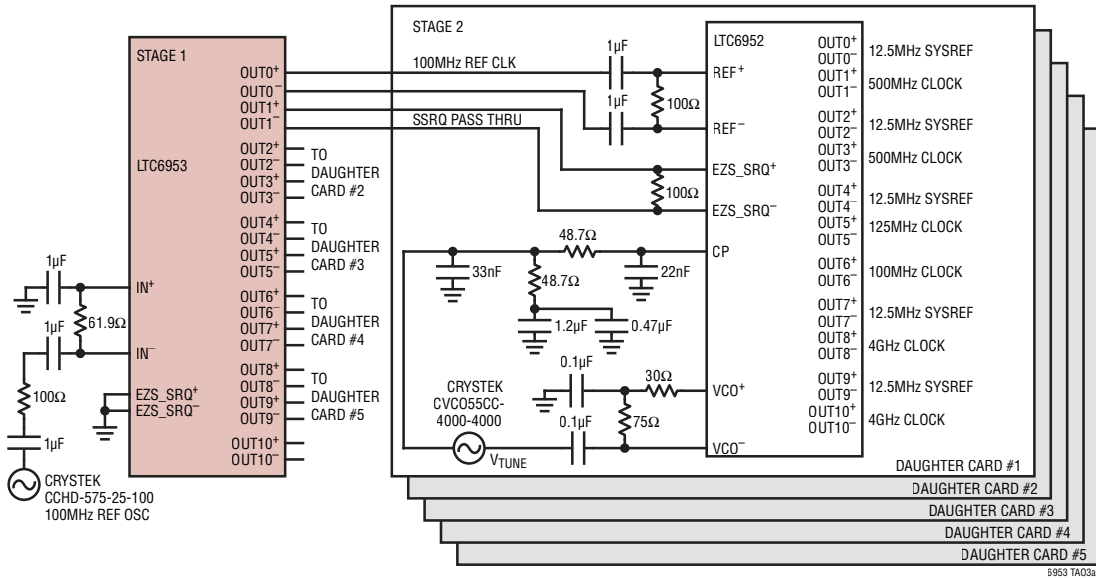 STAGE 1
LTC6953
OUT0+
OUT0–
OUT1+
OUT1–
OUT2+
OUT2–
OUT3+
OUT3–
TO
DAUGHTER
CARD #2
OUT4+
OUT4–
OUT5+
OUT5–
TO
DAUGHTER
CARD #3
OUT6+
OUT6–
OUT7+
OUT7–
TO
DAUGHTER
CARD #4
OUT8+
OUT8–
OUT9+
OUT9–
TO
DAUGHTER
CARD #5
OUT10+
OUT10–
1µF
IN+
61.9Ω
1µF
IN–
100Ω
EZS_SRQ+
EZS_SRQ–
1µF
CRYSTEK
CCHD-575-25-100
100MHz REF OSC
STAGE 2
100MHz REF CLK
SSRQ PASS THRU
1µF
1µF
100Ω
100Ω
48.7Ω
33nF
48.7Ω
22nF
1.2µF
0.47µF
0.1µF
30Ω
CRYSTEK
CVCO55CC-
4000-4000
0.1µF
75Ω
VTUNE
LTC6952
REF+
REF–
EZS_SRQ+
EZS_SRQ–
CP
VCO+
VCO–
OUT0+
OUT0–
12.5MHz SYSREF
OUT1+
OUT1–
500MHz CLOCK
OUT2+
OUT2–
12.5MHz SYSREF
OUT3+
OUT3–
500MHz CLOCK
OUT4+
OUT4–
12.5MHz SYSREF
OUT5+
OUT5–
125MHz CLOCK
OUT6+
OUT6–
100MHz CLOCK
OUT7+
OUT7–
12.5MHz SYSREF
OUT8+
OUT8–
4GHz CLOCK
OUT9+
OUT9–
12.5MHz SYSREF
OUT10+
OUT10–
4GHz CLOCK
DAUGHTER CARD #1
DAUGHTER CARD #2
DAUGHTER CARD #3
DAUGHTER CARD #4
DAUGHTER CARD #5
6953 TA03a